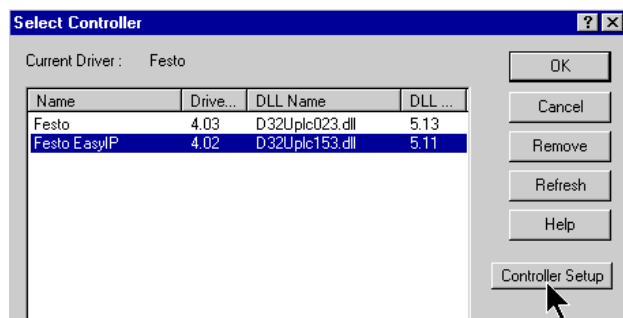 Select Controller
Current Driver : Festo
OK
Name Drive... DLL Name DLL ...
Festo 4.03 D32Uplc023.dll 5.13
Festo EasyIP 4.02 D32Uplc153.dll 5.11
Cancel
Remove
Refresh
Help
Controller Setup